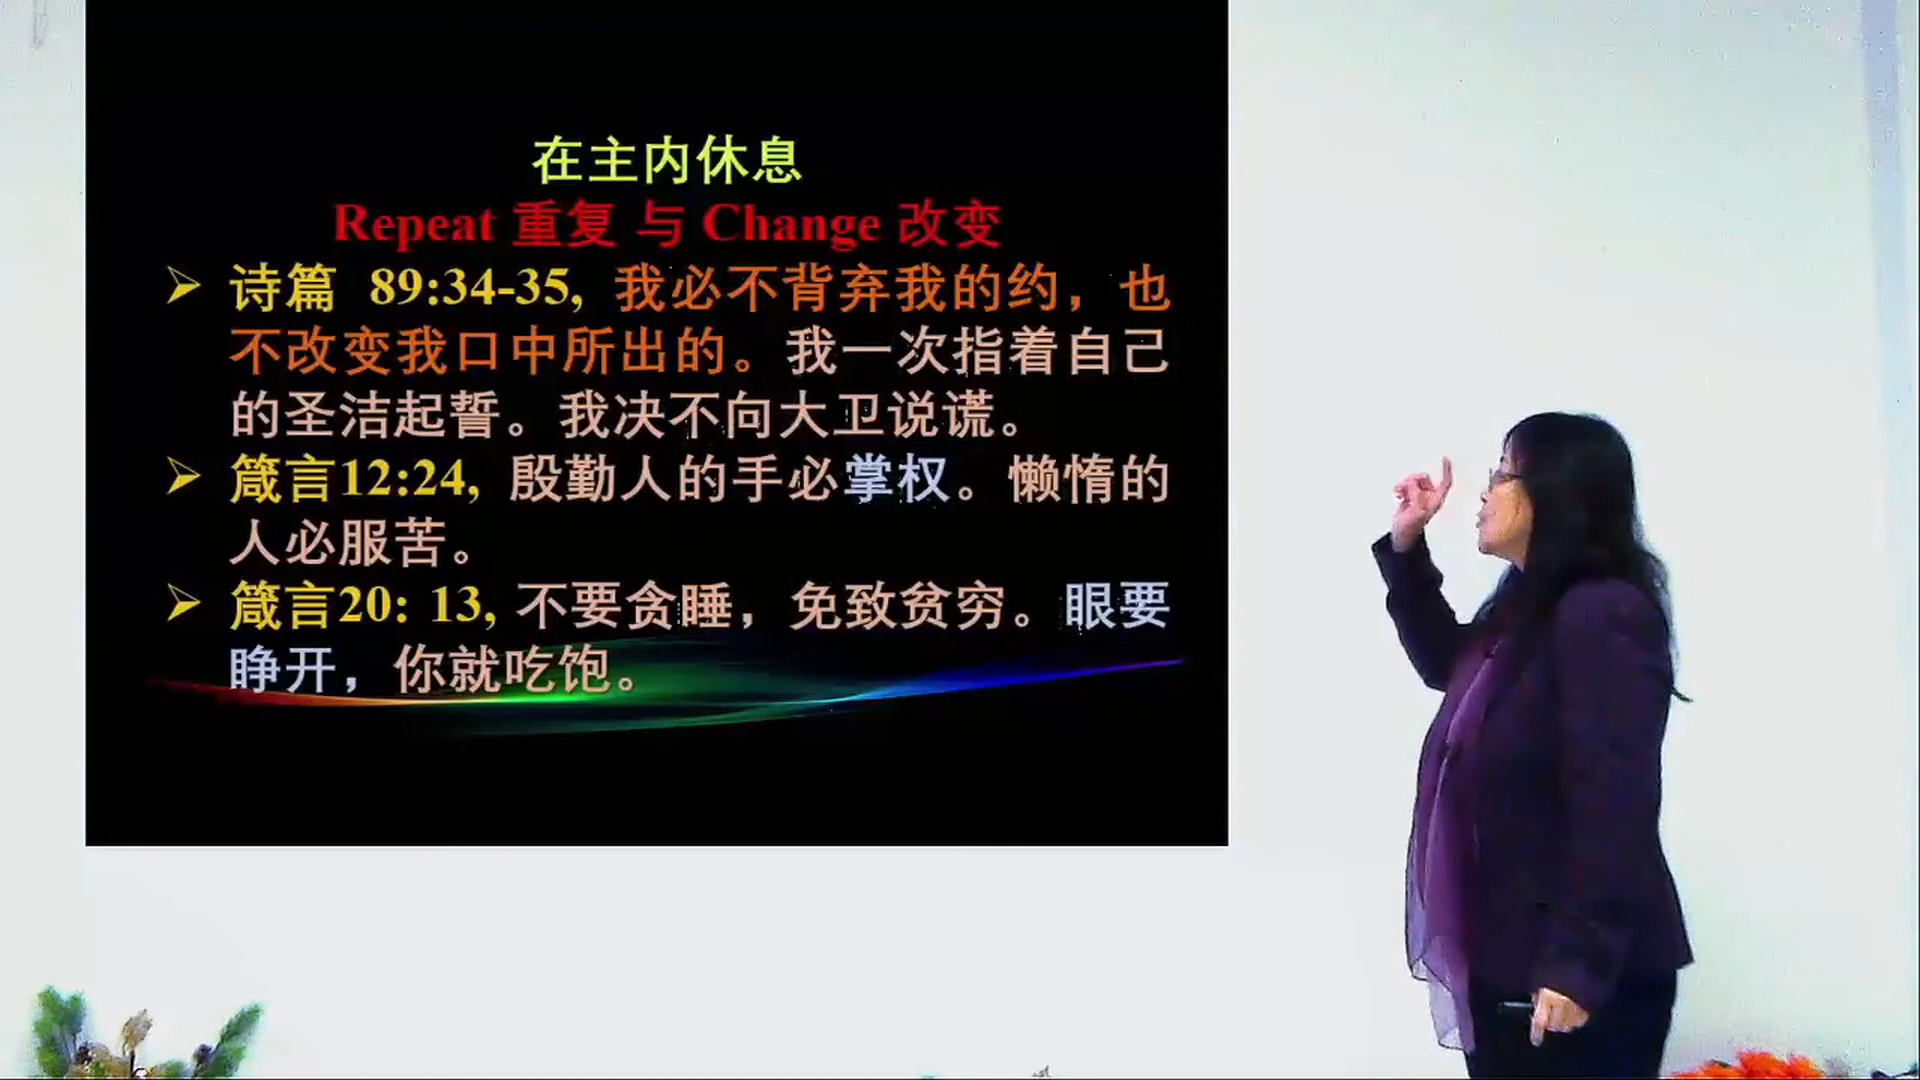 在主内休息
Repeat 重复 与 Change 改变
诗篇 89:34-35, 我必不背弃我的约，也
不改变我口中所出的。我一次指着自己
的圣洁起誓。我决不向大卫说谎。
箴言12:24, 殷勤人的手必掌权。懒惰的
人必服苦。
箴言20: 13, 不要贪睡，免致贫穷。眼要
睁开，你就吃饱。